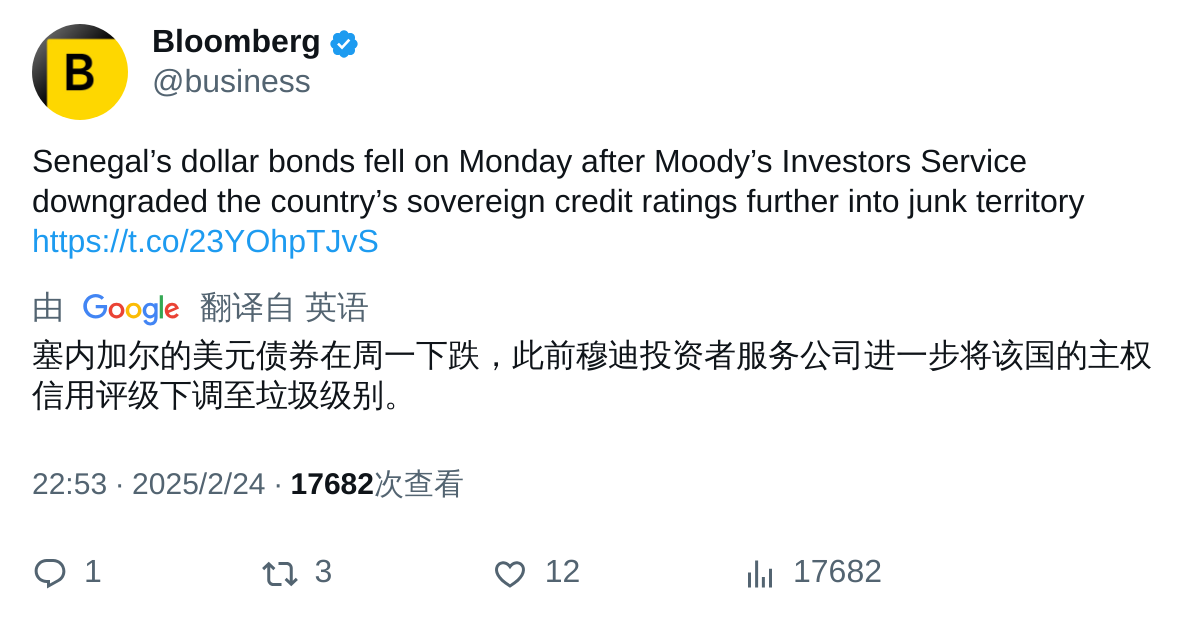 B
Bloomberg
@business
Senegal’s dollar bonds fell on Monday after Moody’s Investors Service
downgraded the country’s sovereign credit ratings further into junk territory
https://t.co/23YOhpTJvS
由 Google 翻译自 英语
塞内加尔的美元债券在周一下跌，此前穆迪投资者服务公司进一步将该国的主权
信用评级下调至垃圾级别。
22:53 · 2025/2/24 · 17682次查看
1 3 12 17682